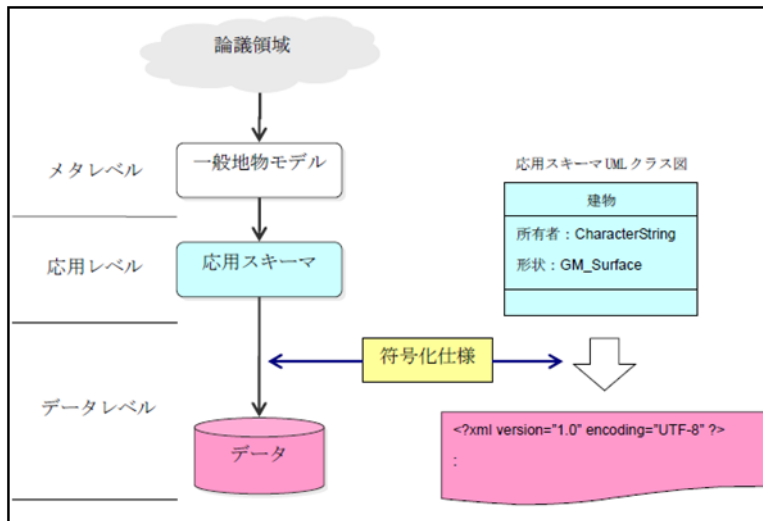 論議領域
メタレベル
一般地物モデル
応用スキーマUMLクラス図
建物
所有者：CharacterString
形状：GM_Surface
応用レベル
応用スキーマ
符号化仕様
データレベル
データ
<?xml version="1.0" encoding="UTF-8" ?>
: